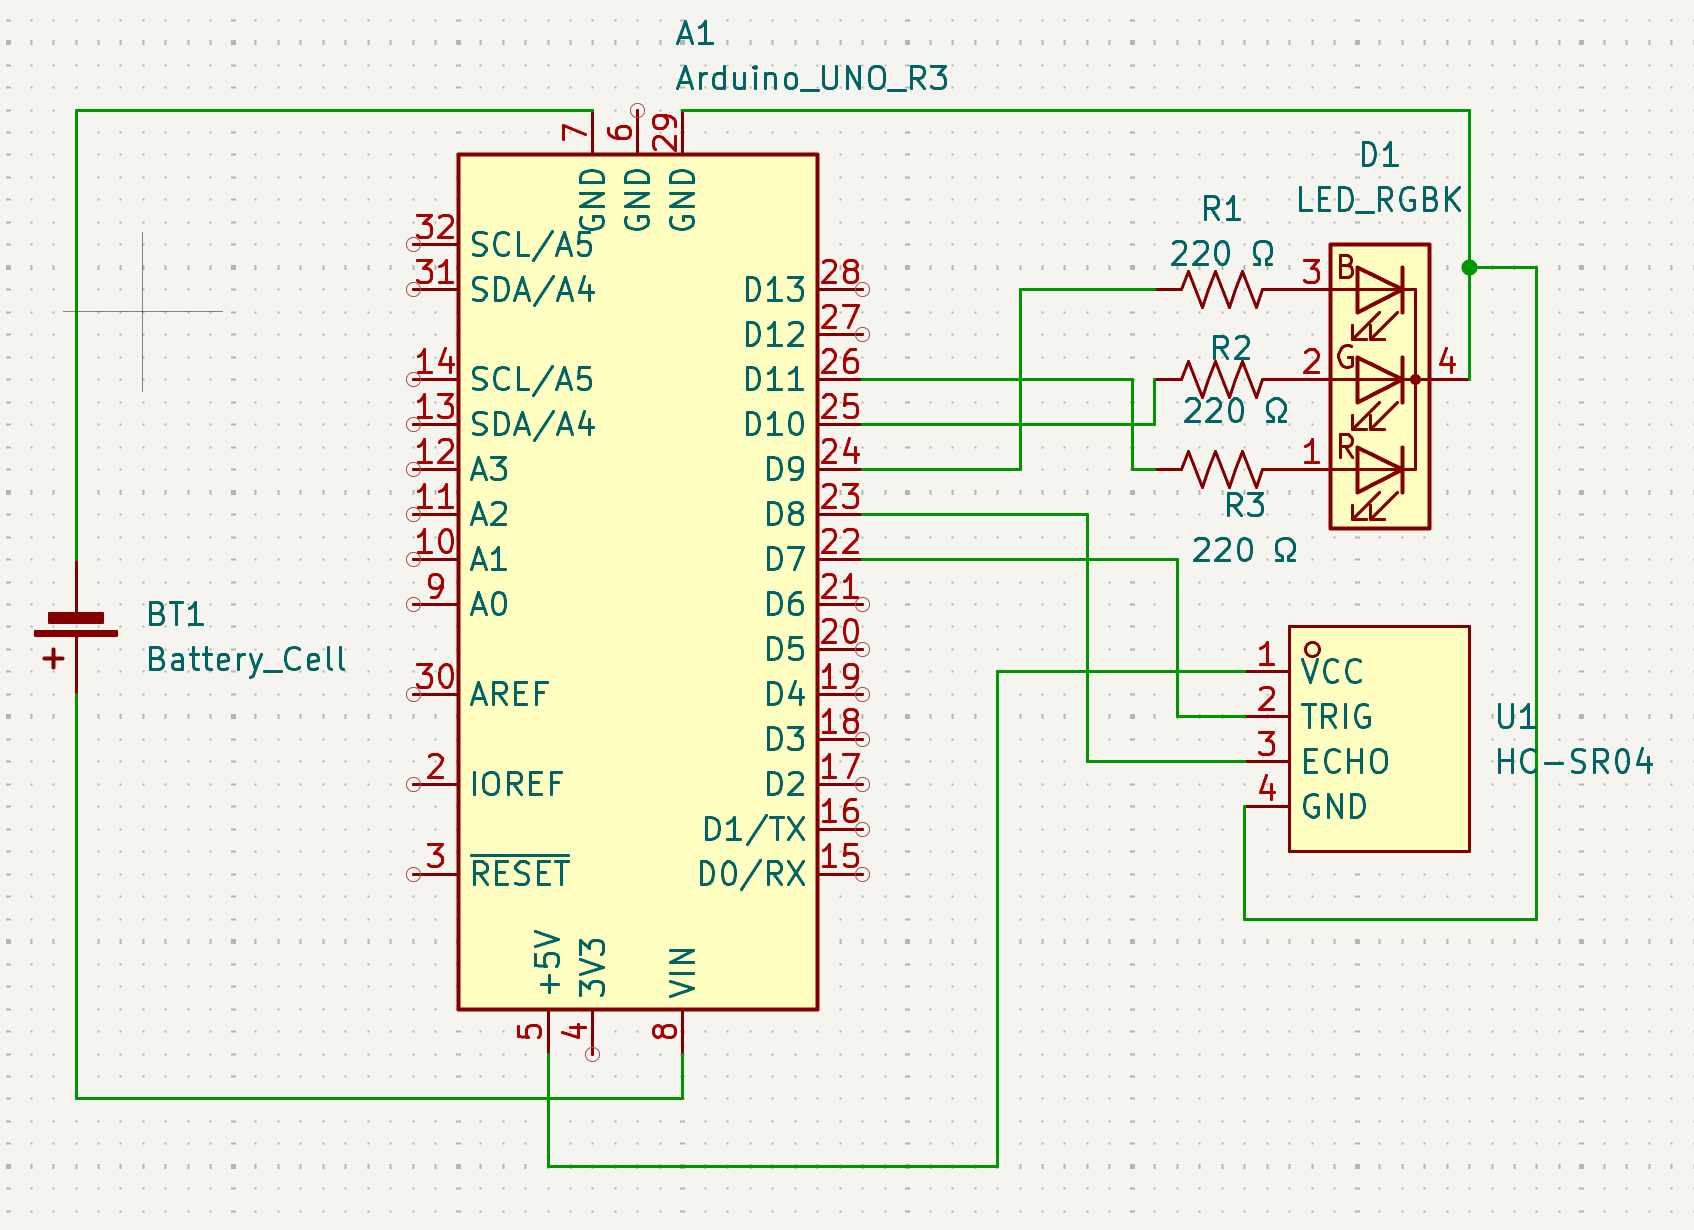 A1
Arduino_UNO_R3
7
6
29
GND
GND
GND
32
SCL/A5
31
SDA/A4
14
SCL/A5
13
SDA/A4
12
A3
11
A2
10
A1
9
A0
30
AREF
2
IOREF
3
RESET
28
D13
27
D12
26
D11
25
D10
24
D9
23
D8
22
D7
21
D6
20
D5
19
D4
18
D3
17
D2
16
D1/TX
15
D0/RX
+5V
3V3
VIN
5
4
8
BT1
Battery_Cell
+
D1
LED_RGBK
R1
220 Ω
3
B
R2
220 Ω
2
G
4
1
R
R3
220 Ω
1
VCC
2
TRIG
3
ECHO
4
GND
U1
HC-SR04